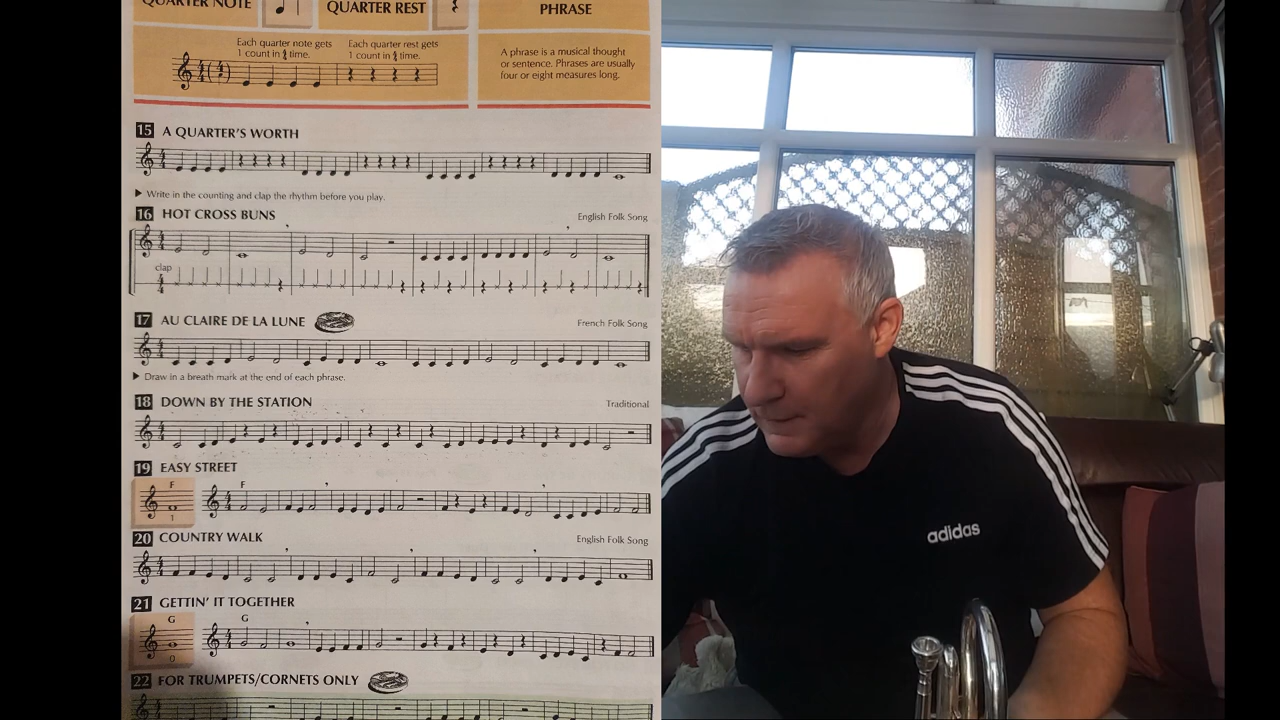 QUARTER NOTE QUARTER REST PHRASE
Each quarter note gets
1 count in 4/4 time.
Each quarter rest gets
1 count in 4/4 time.
A phrase is a musical thought
or sentence. Phrases are usually
four or eight measures long.
15 A QUARTER'S WORTH
▶ Write in the counting and clap the rhythm before you play.
16 HOT CROSS BUNS English Folk Song
clap
17 AU CLAIRE DE LA LUNE French Folk Song
▶ Draw in a breath mark at the end of each phrase.
18 DOWN BY THE STATION Traditional
19 EASY STREET
F F
1
20 COUNTRY WALK English Folk Song
21 GETTIN' IT TOGETHER
G G
0
22 FOR TRUMPETS/CORNETS ONLY
adidas